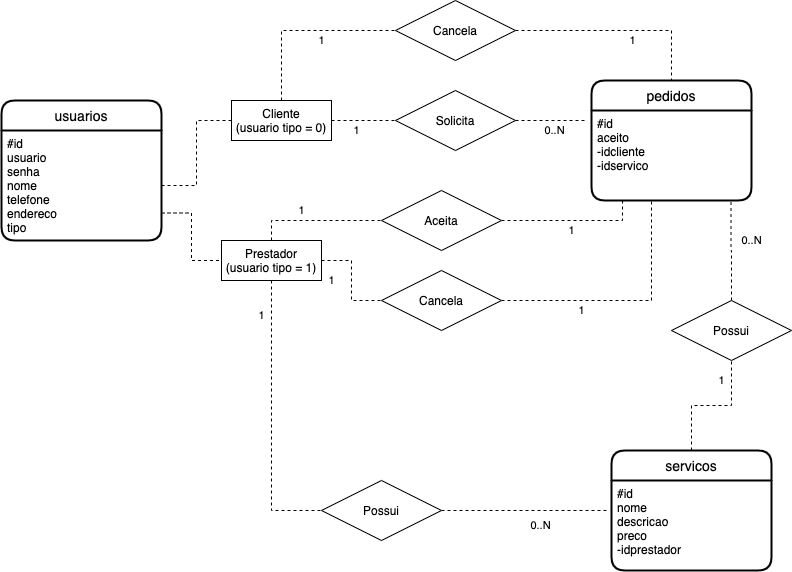 Cancela
1
1
usuarios
#id
usuario
senha
nome
telefone
endereco
tipo
Cliente
(usuario tipo = 0)
1
Solicita
0..N
pedidos
#id
aceito
-idcliente
-idservico
1
Aceita
1
Prestador
(usuario tipo = 1)
1
Cancela
1
0..N
Possui
1
1
Possui
0..N
servicos
#id
nome
descricao
preco
-idprestador